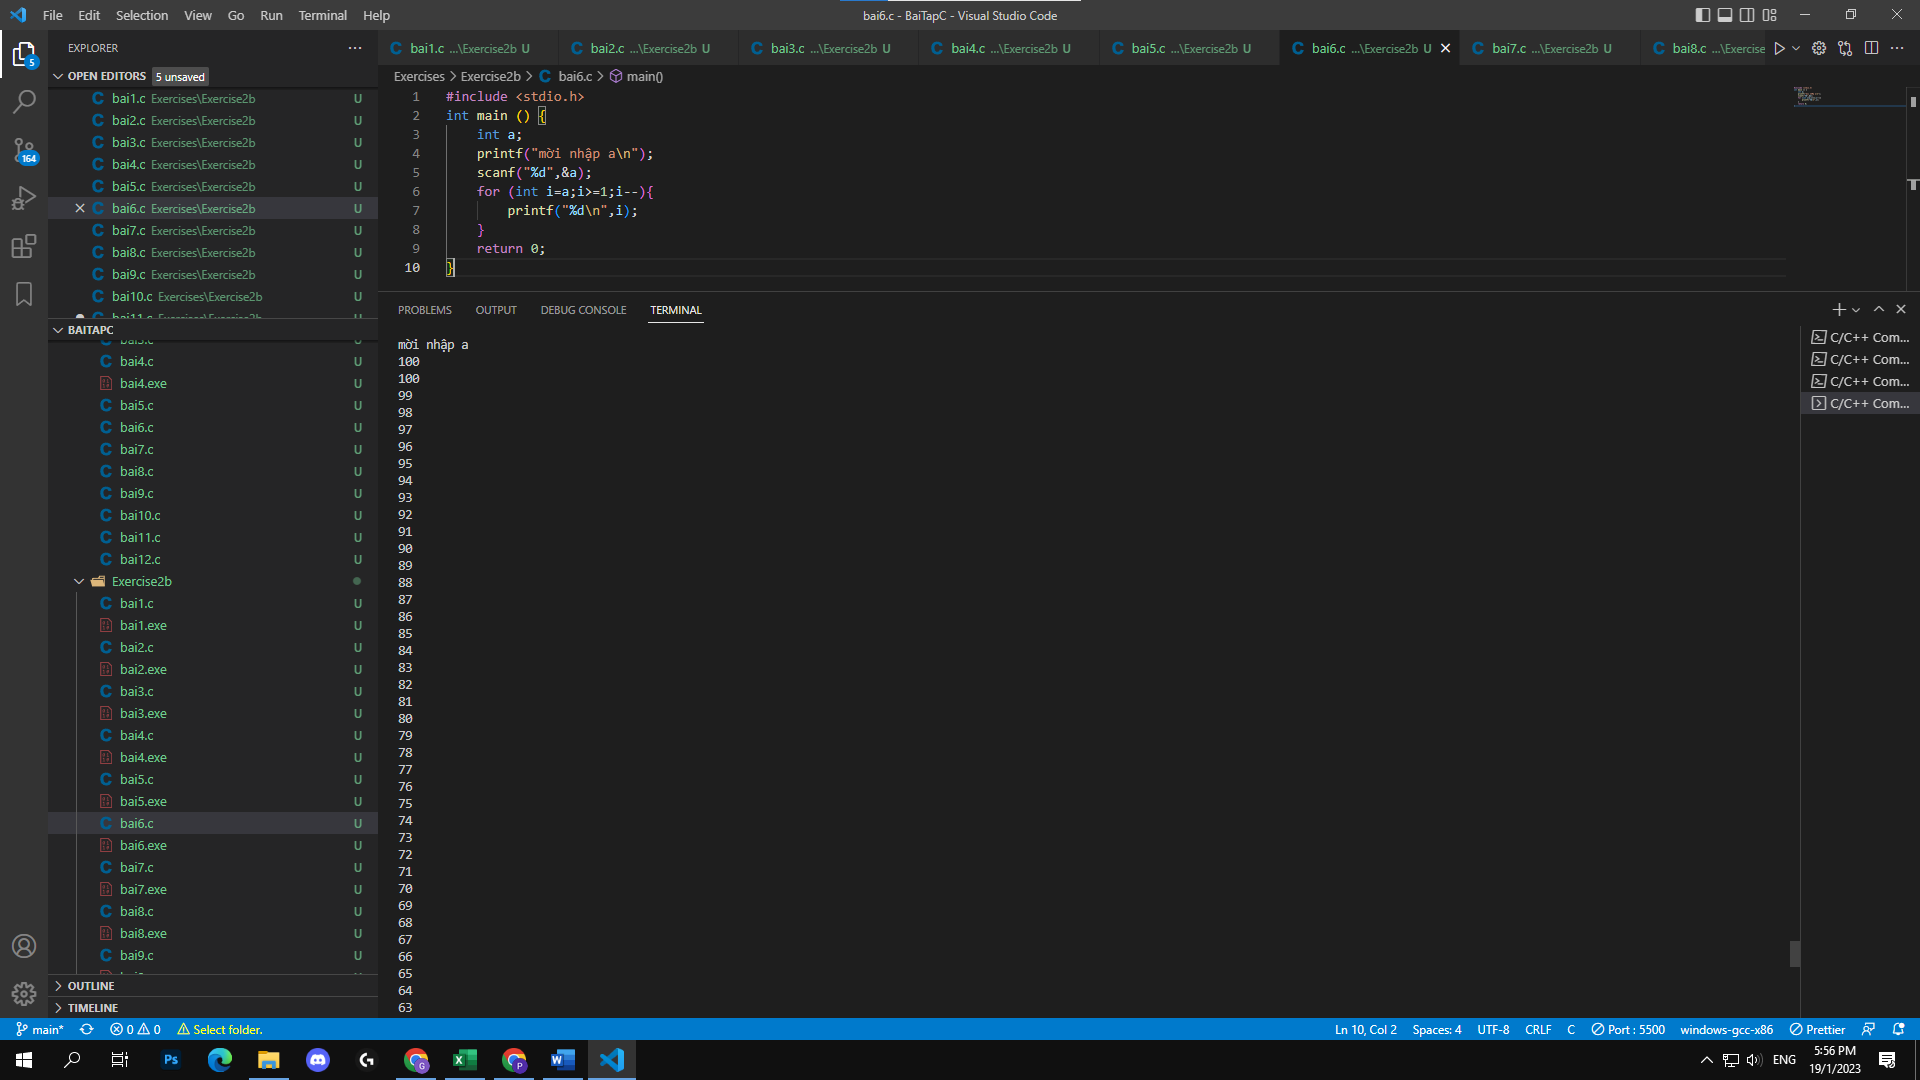 File Edit Selection View Go Run Terminal Help
bai6.c - BaiTapC - Visual Studio Code
EXPLORER
OPEN EDITORS 5 unsaved
bai1.c Exercises\Exercise2b U
bai2.c Exercises\Exercise2b U
bai3.c Exercises\Exercise2b U
bai4.c Exercises\Exercise2b U
bai5.c Exercises\Exercise2b U
bai6.c Exercises\Exercise2b U
bai7.c Exercises\Exercise2b U
bai8.c Exercises\Exercise2b U
bai9.c Exercises\Exercise2b U
bai10.c Exercises\Exercise2b U
BAITAPC
bai4.c U
bai4.exe U
bai5.c U
bai6.c U
bai7.c U
bai8.c U
bai9.c U
bai10.c U
bai11.c U
bai12.c U
Exercise2b
bai1.c U
bai1.exe U
bai2.c U
bai2.exe U
bai3.c U
bai3.exe U
bai4.c U
bai4.exe U
bai5.c U
bai5.exe U
bai6.c U
bai6.exe U
bai7.c U
bai7.exe U
bai8.c U
bai8.exe U
bai9.c U
OUTLINE
TIMELINE
5
164
bai1.c ...\Exercise2b U
bai2.c ...\Exercise2b U
bai3.c ...\Exercise2b U
bai4.c ...\Exercise2b U
bai5.c ...\Exercise2b U
bai6.c ...\Exercise2b U
bai7.c ...\Exercise2b U
bai8.c ...\Exercise
Exercises > Exercise2b > C bai6.c > main()
1 #include <stdio.h>
2 int main () {
3 int a;
4 printf("mời nhập a\n");
5 scanf("%d",&a);
6 for (int i=a;i>=1;i--){
7 printf("%d\n",i);
8 }
9 return 0;
10 }
PROBLEMS OUTPUT DEBUG CONSOLE TERMINAL
mời nhập a
100
100
99
98
97
96
95
94
93
92
91
90
89
88
87
86
85
84
83
82
81
80
79
78
77
76
75
74
73
72
71
70
69
68
67
66
65
64
63
C/C++ Com...
C/C++ Com...
C/C++ Com...
C/C++ Com...
main* 0 0 Select folder.
Ln 10, Col 2 Spaces: 4 UTF-8 CRLF C Port : 5500 windows-gcc-x86 Prettier
Ps G P ENG
5:56 PM
19/1/2023